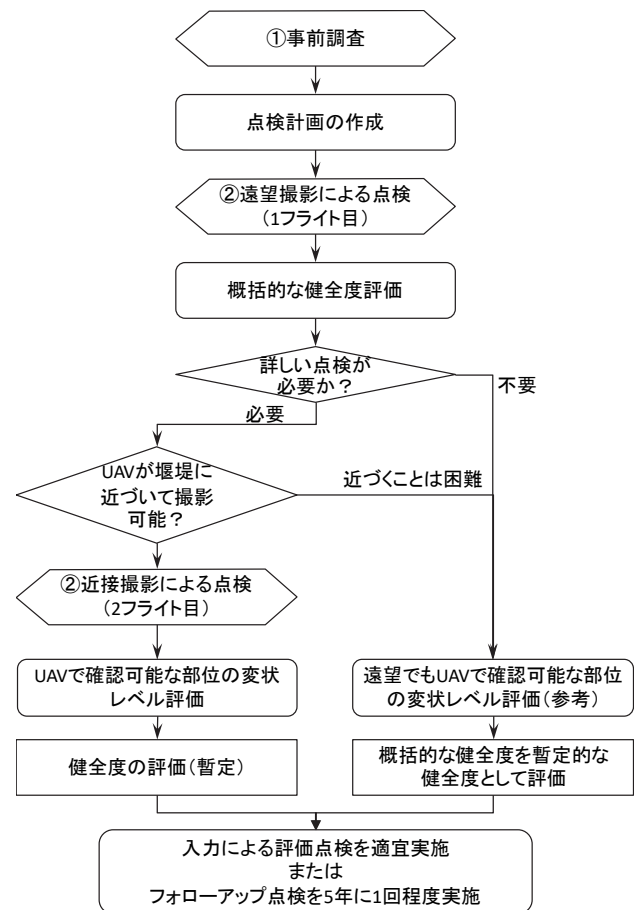 ①事前調査
点検計画の作成
②遠望撮影による点検
(1フライト目)
概括的な健全度評価
詳しい点検が
必要か?
不要
必要
UAVが堰堤に
近づいて撮影
可能?
近づくことは困難
②近接撮影による点検
(2フライト目)
UAVで確認可能な部位の変状
レベル評価
遠望でもUAVで確認可能な部位
の変状レベル評価(参考)
健全度の評価(暫定)
概括的な健全度を暫定的な
健全度として評価
入力による評価点検を適宜実施
または
フォローアップ点検を5年に1回程度実施